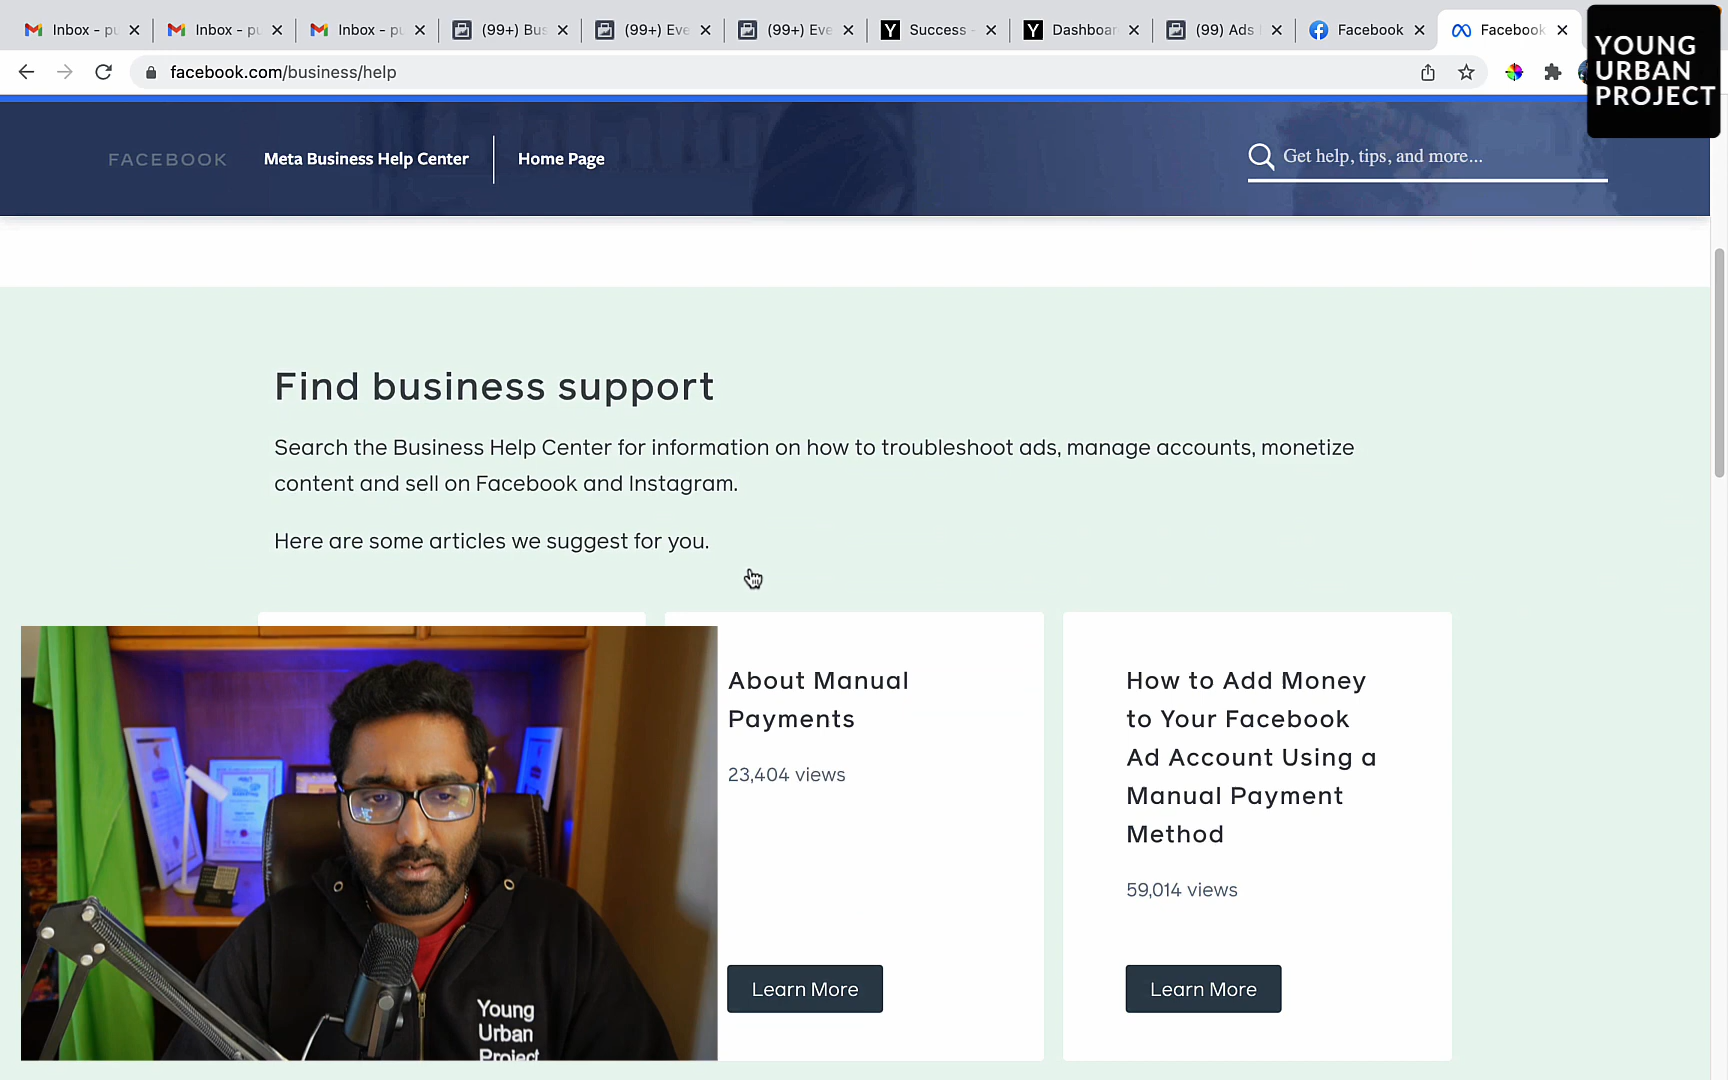 Inbox - pu
Inbox - pu
Inbox - pu
(99+) Bus
(99+) Eve
(99+) Eve
Success -
Dashboar
(99) Ads
Facebook
Facebook
YOUNG
URBAN
PROJECT
facebook.com/business/help
FACEBOOK
Meta Business Help Center
Home Page
Get help, tips, and more...
Find business support
Search the Business Help Center for information on how to troubleshoot ads, manage accounts, monetize
content and sell on Facebook and Instagram.
Here are some articles we suggest for you.
About Manual
Payments
23,404 views
Learn More
How to Add Money
to Your Facebook
Ad Account Using a
Manual Payment
Method
59,014 views
Learn More
Young
Urban
Project